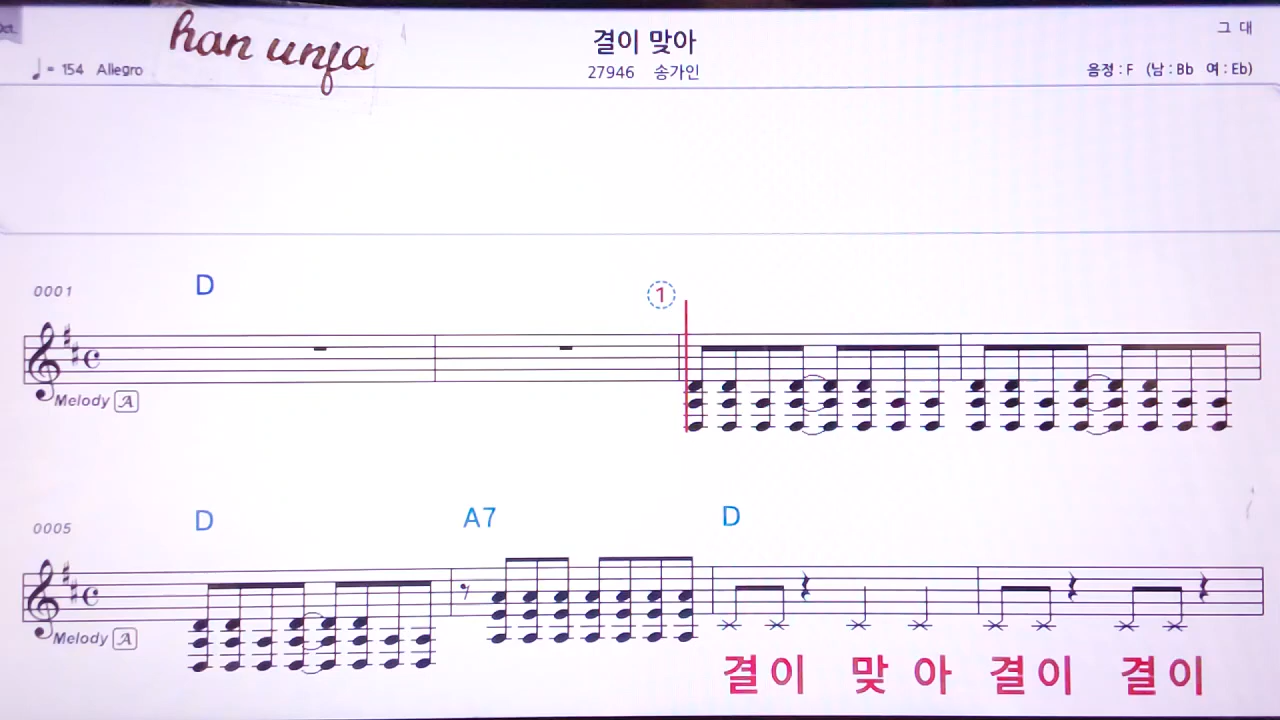 Oct.
han unja
결이 맞아
그 대
♩= 154 Allegro
27946 송가인
음정 : F (남 : Bb 여 : Eb)
0001
D
1
Melody A
0005
D A7 D
Melody A
결이 맞 아 결이 결이